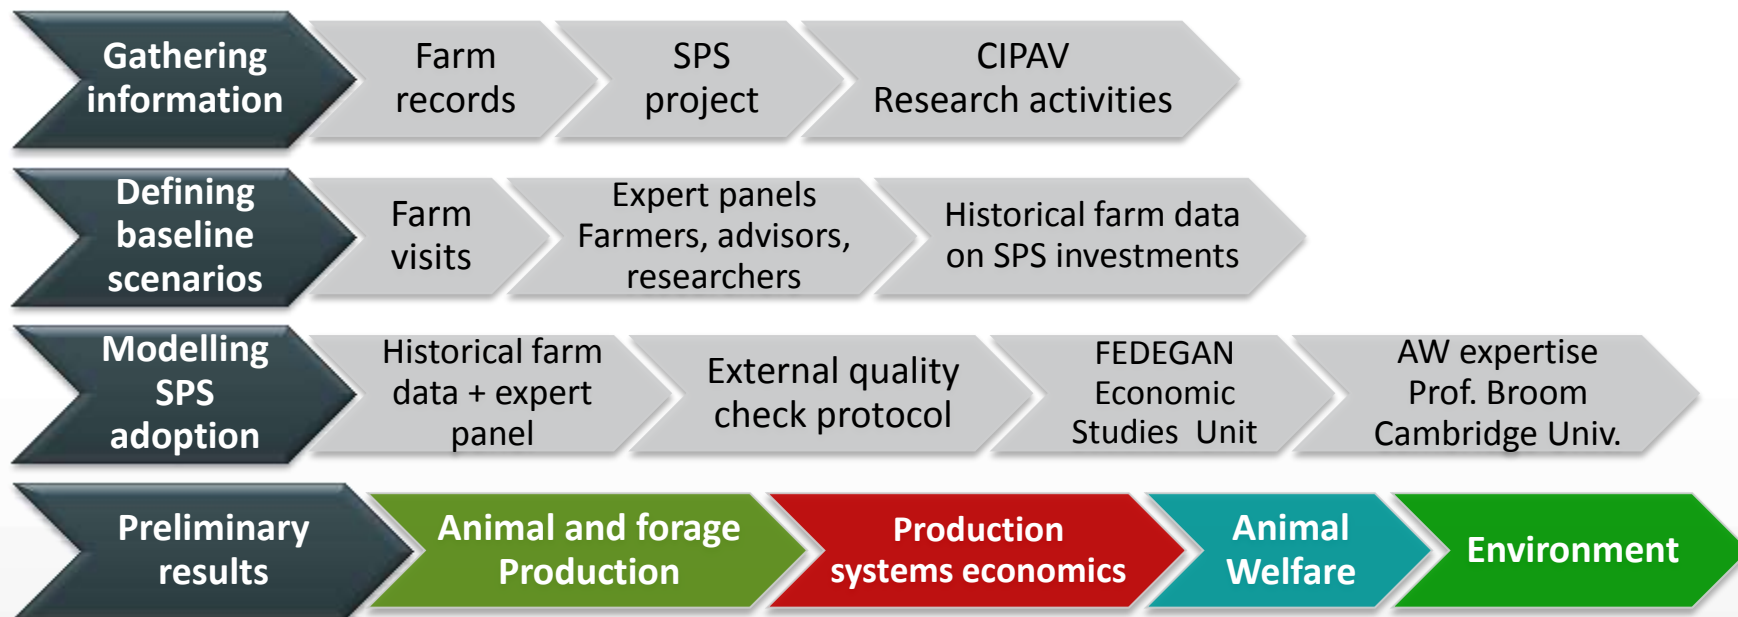 Gathering
information
Farm
records
SPS
project
CIPAV
Research activities
Defining
baseline
scenarios
Farm
visits
Expert panels
Farmers, advisors,
researchers
Historical farm data
on SPS investments
Modelling
SPS
adoption
Historical farm
data + expert
panel
External quality
check protocol
FEDEGAN
Economic
Studies Unit
AW expertise
Prof. Broom
Cambridge Univ.
Preliminary
results
Animal and forage
Production
Production
systems economics
Animal
Welfare
Environment